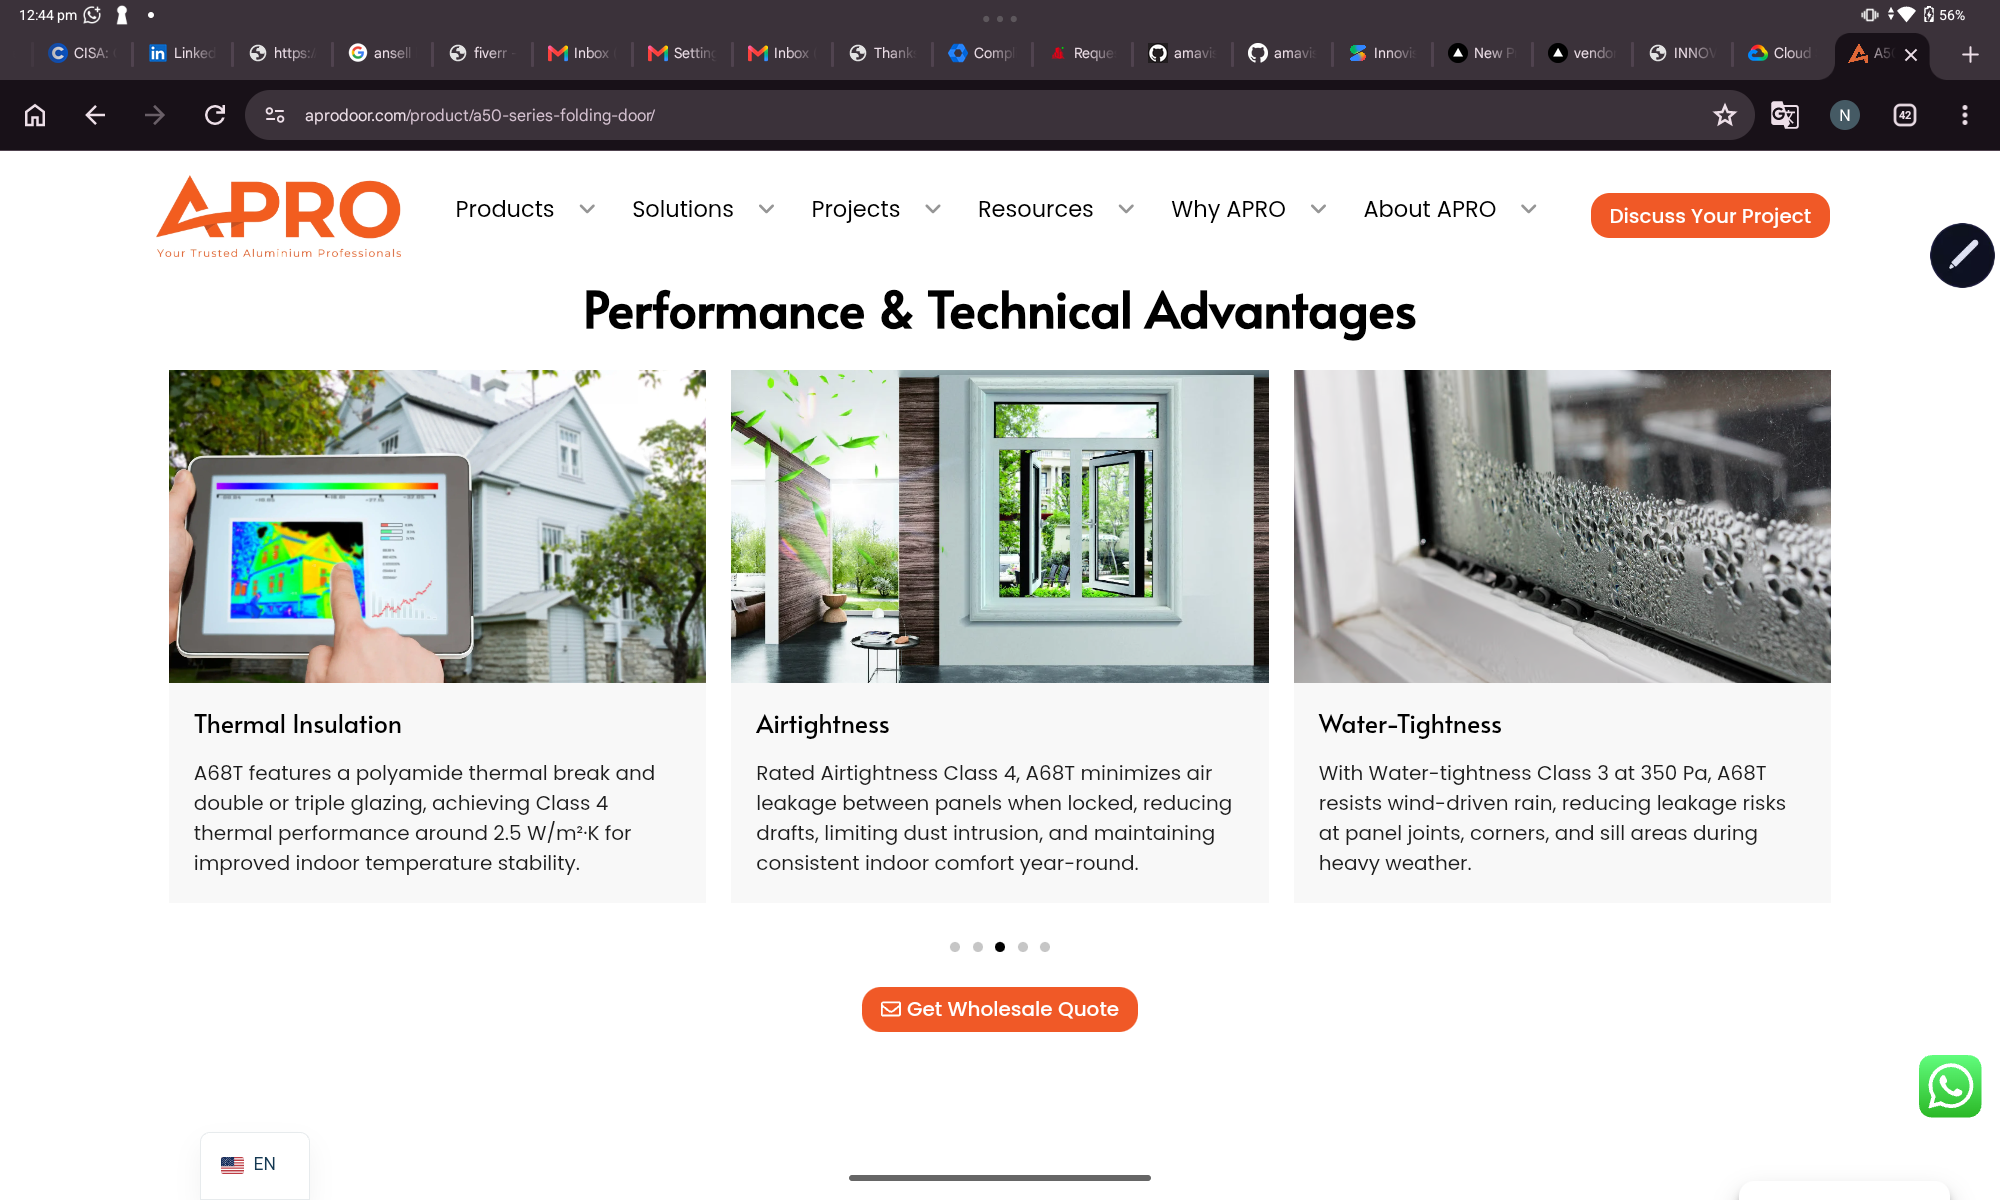 12:44 pm
56%
CISA:
Linked
https:/
ansell
fiverr
Inbox
Setting
Inbox
Thank
Compl
Reque
amavis
amavis
Innovi
New P
vendo
INNOV
Cloud
A50
aprodoor.com/product/a50-series-folding-door/
N
42
APRO
Your Trusted Aluminium Professionals
Products
Solutions
Projects
Resources
Why APRO
About APRO
Discuss Your Project
Performance & Technical Advantages
Thermal Insulation
A68T features a polyamide thermal break and
double or triple glazing, achieving Class 4
thermal performance around 2.5 W/m²·K for
improved indoor temperature stability.
Airtightness
Rated Airtightness Class 4, A68T minimizes air
leakage between panels when locked, reducing
drafts, limiting dust intrusion, and maintaining
consistent indoor comfort year-round.
Water-Tightness
With Water-tightness Class 3 at 350 Pa, A68T
resists wind-driven rain, reducing leakage risks
at panel joints, corners, and sill areas during
heavy weather.
Get Wholesale Quote
EN